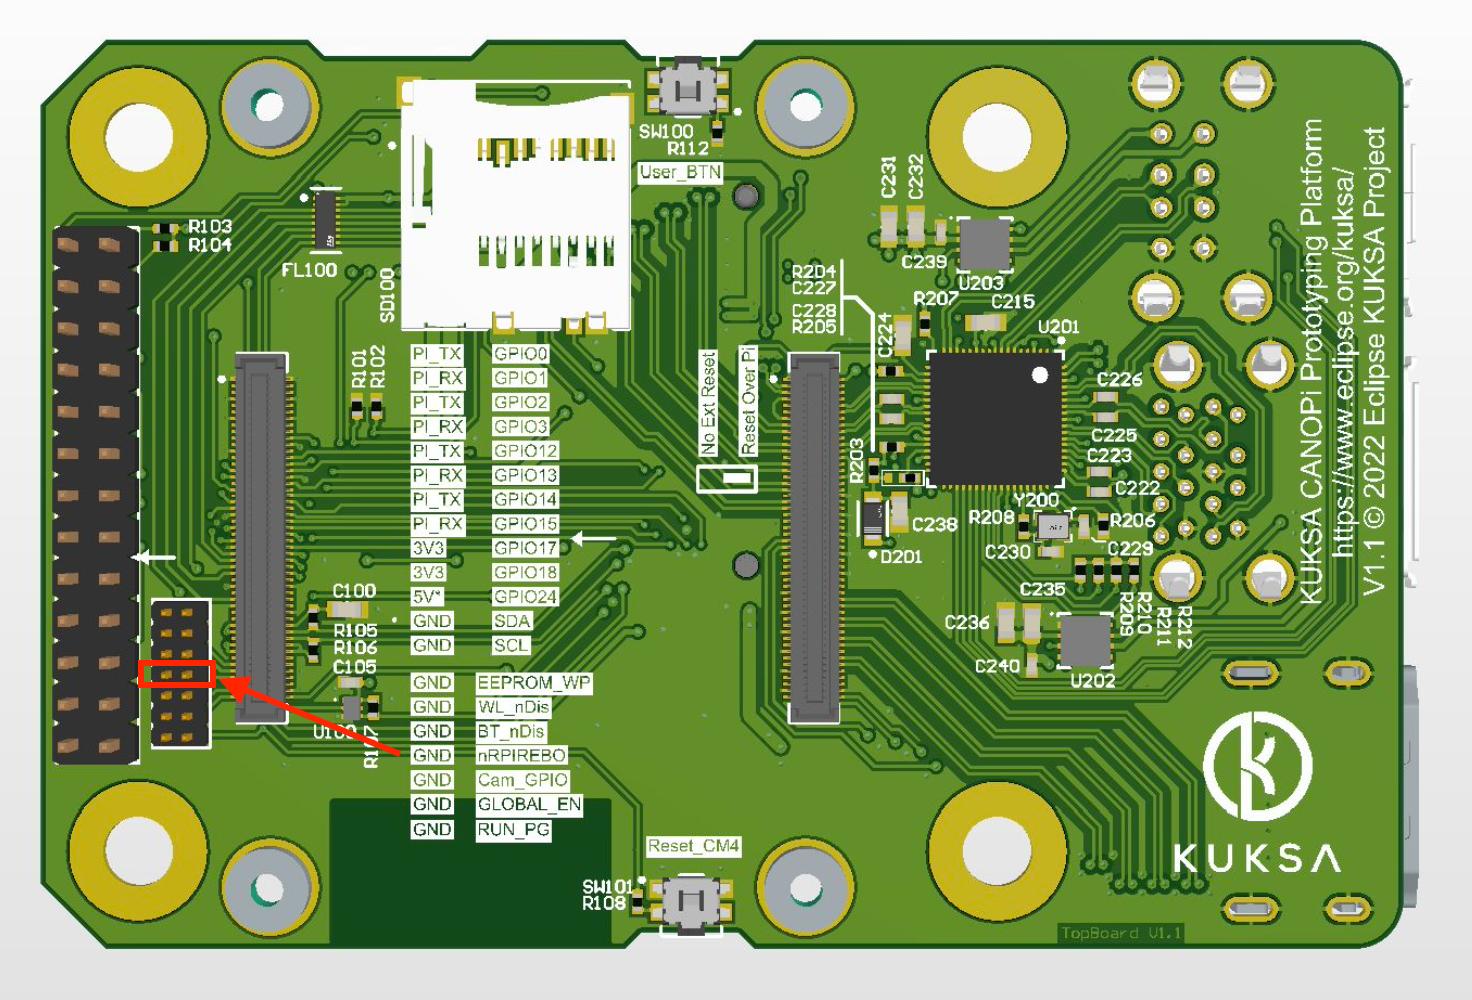 SW100
R112
User_BTN
R103
R104
FL100
SD100
C231
C232
C239
U203
R204
C227
C228
R205
R207
C215
C224
U201
R101
R102
PI_TX GPIO0
PI_RX GPIO1
PI_TX GPIO2
PI_RX GPIO3
PI_TX GPIO12
PI_RX GPIO13
PI_TX GPIO14
PI_RX GPIO15
3V3 GPIO17
3V3 GPIO18
5V* GPIO24
GND SDA
GND SCL
GND EEPROM_WP
GND WL_nDis
GND BT_nDis
GND nRPIREBO
GND Cam_GPIO
GND GLOBAL_EN
GND RUN_PG
No Ext Reset
Reset Over Pi
C226
C225
C223
C222
R203
C238
D201
Y200
R208
R206
C230
C229
C235
C236
C240
U202
R209
R210
R211
R212
C100
R105
R106
C105
Reset_CM4
SW101
R108
KUKSA CANOPi Prototyping Platform
https://www.eclipse.org/kuksa/
V1.1 © 2022 Eclipse KUKSA Project
KUKSA
TopBoard V1.1